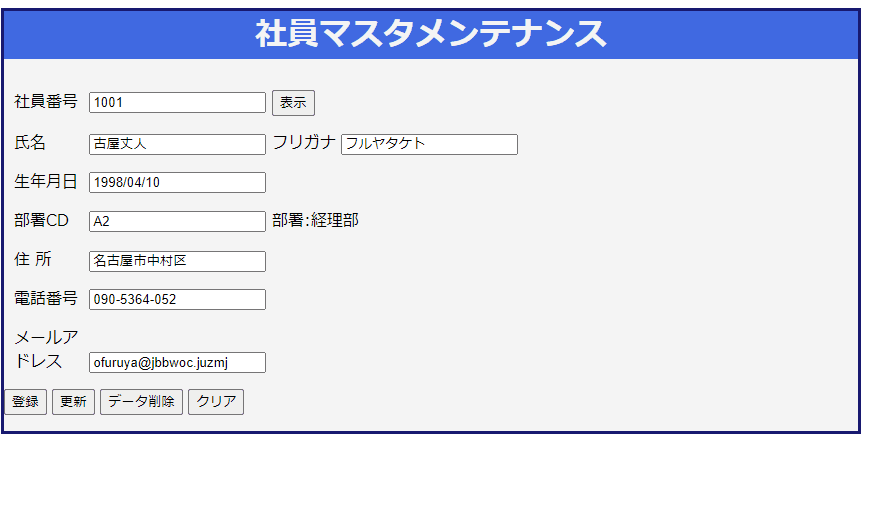 社員マスタメンテナンス
社員番号 1001 表示
氏名 古屋丈人 フリガナ フルヤタケト
生年月日 1998/04/10
部署CD A2 部署:経理部
住 所 名古屋市中村区
電話番号 090-5364-052
メールア
ドレス ofuruya@jbbwoc.juzmj
登録 更新 データ削除 クリア